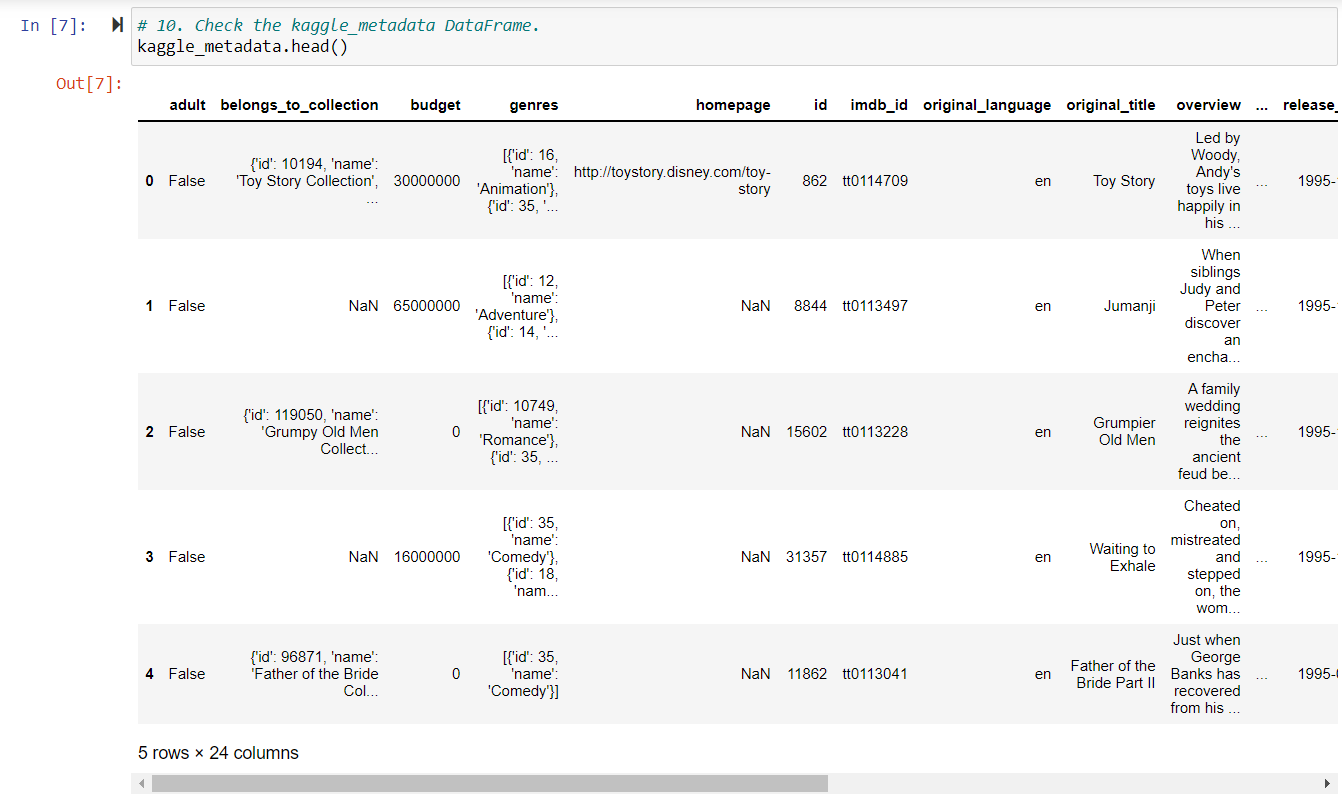 In [7]:
# 10. Check the kaggle_metadata DataFrame.
kaggle_metadata.head()
Out[7]:
adult belongs_to_collection budget genres homepage id imdb_id original_language original_title overview ... release_
0 False {'id': 10194, 'name': 'Toy Story Collection', ... 30000000 [{'id': 16, 'name': 'Animation'}, {'id': 35, '... http://toystory.disney.com/toy-story 862 tt0114709 en Toy Story Led by Woody, Andy's toys live happily in his ... ... 1995-
1 False NaN 65000000 [{'id': 12, 'name': 'Adventure'}, {'id': 14, '... NaN 8844 tt0113497 en Jumanji When siblings Judy and Peter discover an encha... ... 1995-
2 False {'id': 119050, 'name': 'Grumpy Old Men Collect... 0 [{'id': 10749, 'name': 'Romance'}, {'id': 35, ... NaN 15602 tt0113228 en Grumpier Old Men A family wedding reignites the ancient feud be... ... 1995-
3 False NaN 16000000 [{'id': 35, 'name': 'Comedy'}, {'id': 18, 'nam... NaN 31357 tt0114885 en Waiting to Exhale Cheated on, mistreated and stepped on, the wom... ... 1995-
4 False {'id': 96871, 'name': 'Father of the Bride Col... 0 [{'id': 35, 'name': 'Comedy'}] NaN 11862 tt0113041 en Father of the Bride Part II Just when George Banks has recovered from his ... ... 1995-
5 rows × 24 columns